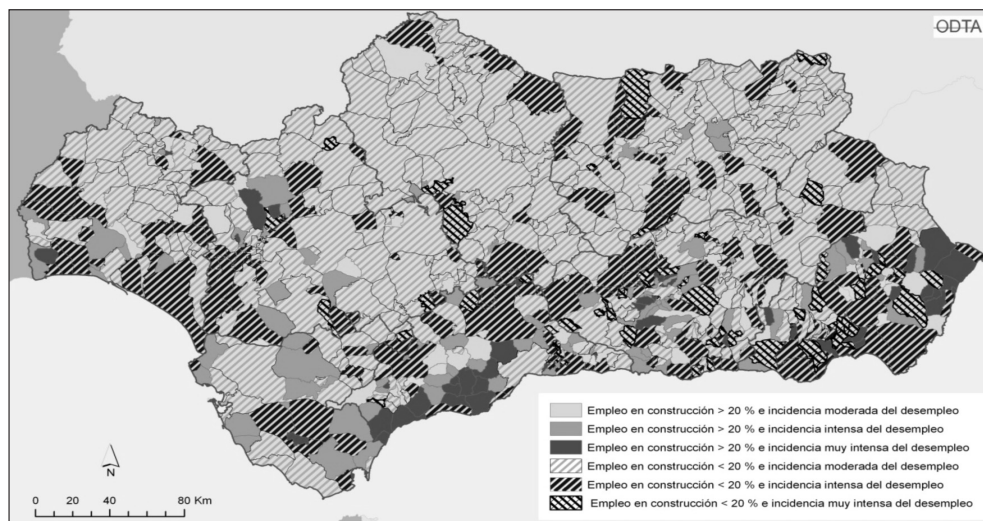 ODTA
Empleo en construcción > 20 % e incidencia moderada del desempleo
Empleo en construcción > 20 % e incidencia intensa del desempleo
Empleo en construcción > 20 % e incidencia muy intensa del desempleo
Empleo en construcción < 20 % e incidencia moderada del desempleo
Empleo en construcción < 20 % e incidencia intensa del desempleo
Empleo en construcción < 20 % e incidencia muy intensa del desempleo
N
0 20 40 80 Km